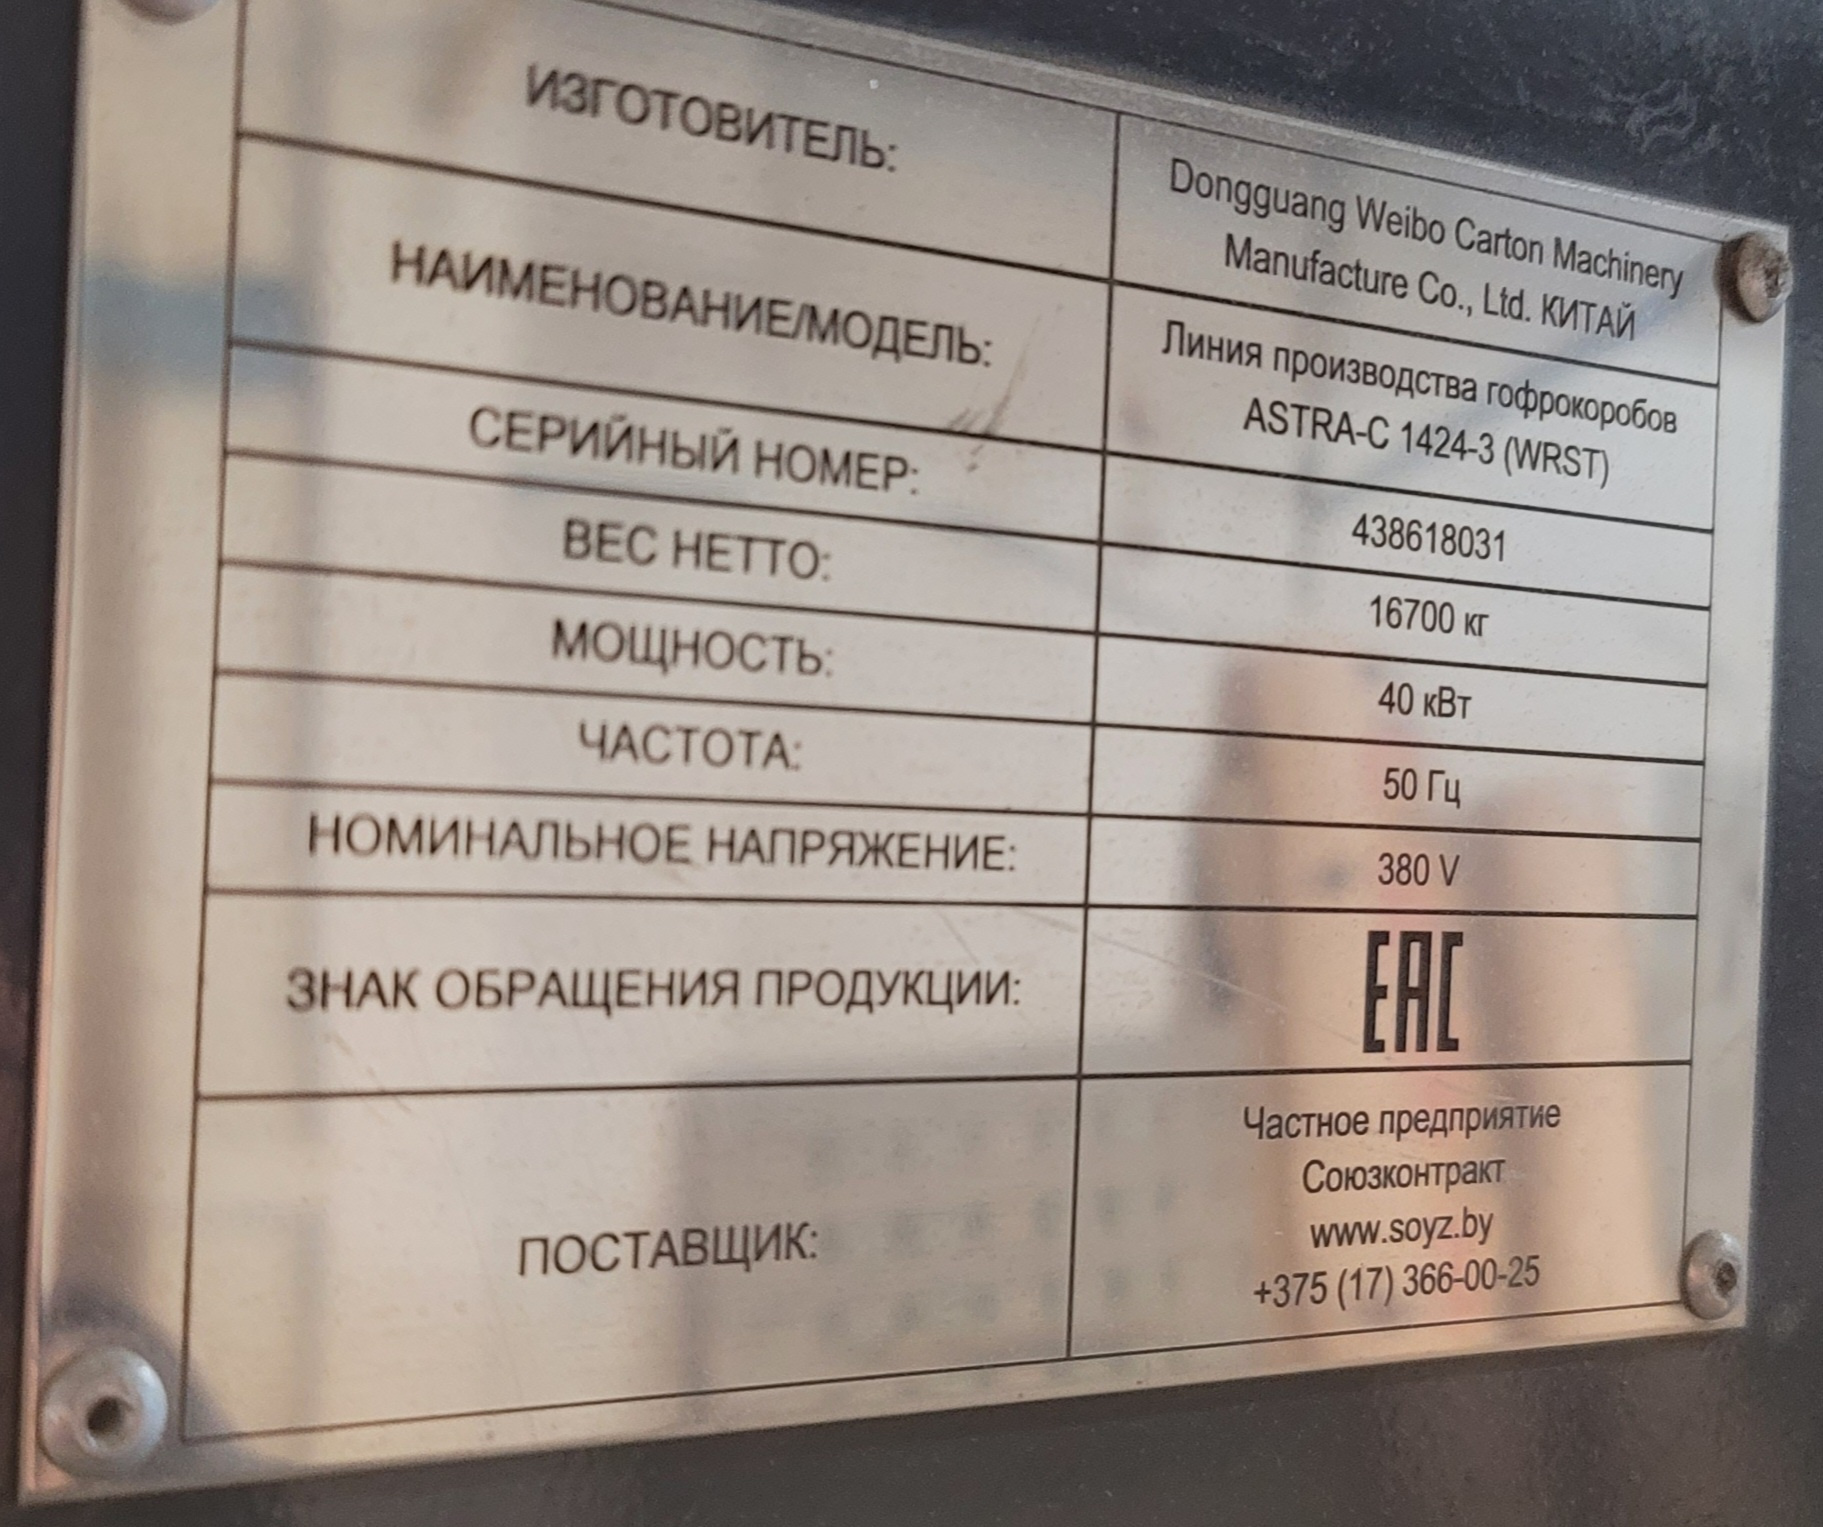 ИЗГОТОВИТЕЛЬ:
Dongguang Weibo Carton Machinery
Manufacture Co., Ltd. КИТАЙ
НАИМЕНОВАНИЕ/МОДЕЛЬ:
Линия производства гофрокоробов
ASTRA-C 1424-3 (WRST)
СЕРИЙНЫЙ НОМЕР:
438618031
ВЕС НЕТТО:
16700 кг
МОЩНОСТЬ:
40 кВт
ЧАСТОТА:
50 Гц
НОМИНАЛЬНОЕ НАПРЯЖЕНИЕ:
380 V
ЗНАК ОБРАЩЕНИЯ ПРОДУКЦИИ:
EAC
ПОСТАВЩИК:
Частное предприятие
Союзконтракт
www.soyz.by
+375 (17) 366-00-25